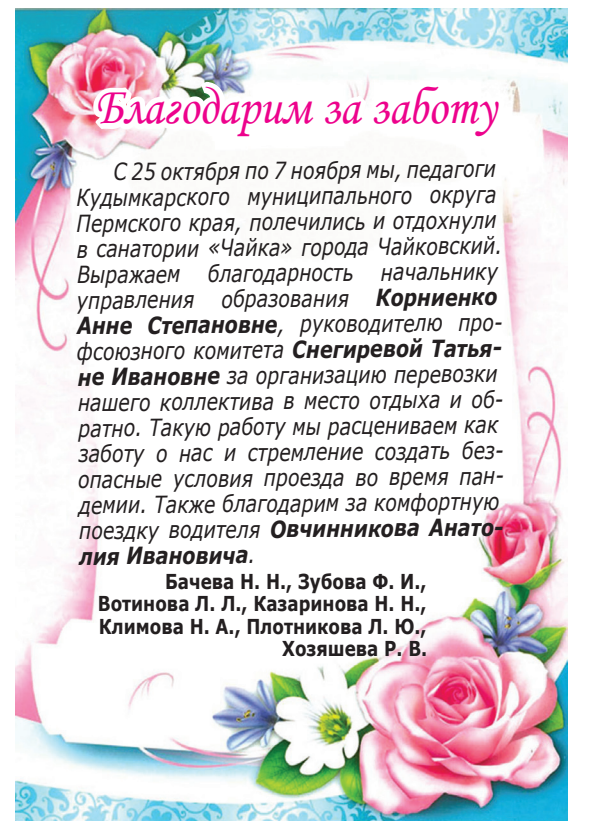 Благодарим за заботу
С 25 октября по 7 ноября мы, педагоги
Кудымкарского муниципального округа
Пермского края, полечились и отдохнули
в санатории «Чайка» города Чайковский.
Выражаем благодарность начальнику
управления образования Корниенко
Анне Степановне, руководителю про-
фсоюзного комитета Снегиревой Татья-
не Ивановне за организацию перевозки
нашего коллектива в место отдыха и об-
ратно. Такую работу мы расцениваем как
заботу о нас и стремление создать без-
опасные условия проезда во время пан-
демии. Также благодарим за комфортную
поездку водителя Овчинникова Анато-
лия Ивановича.
Бачева Н. Н., Зубова Ф. И.,
Вотинова Л. Л., Казаринова Н. Н.,
Климова Н. А., Плотникова Л. Ю.,
Хозяшева Р. В.